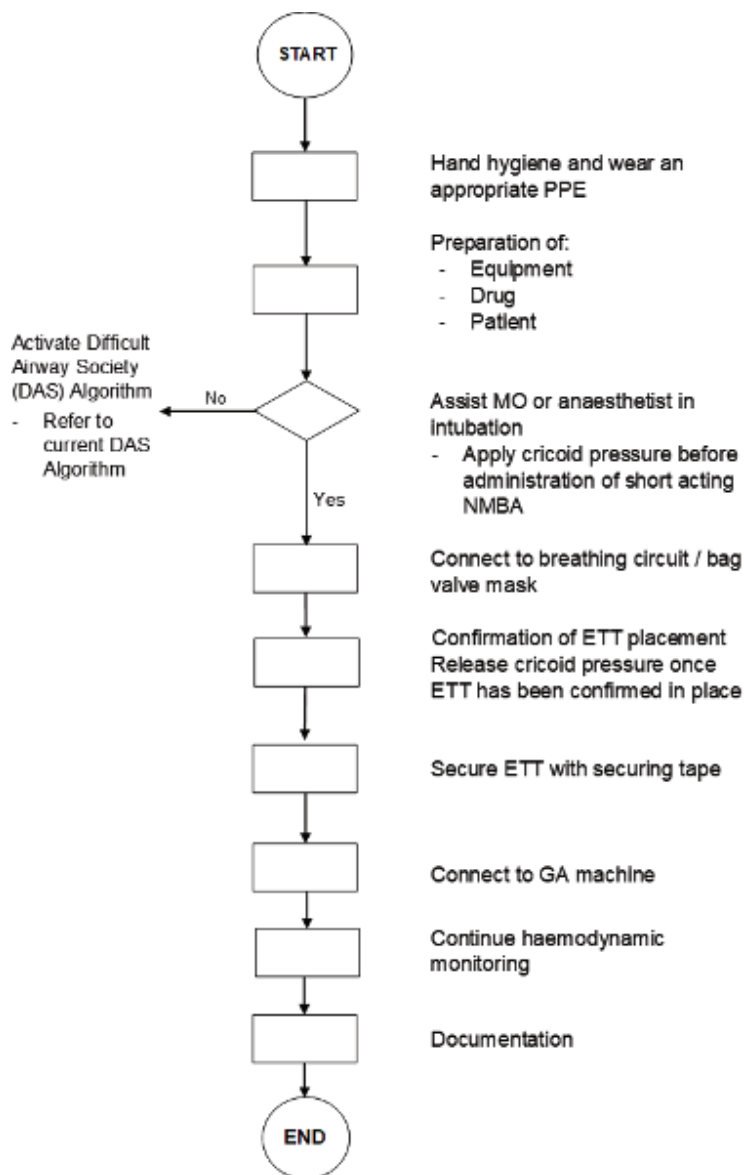 START
Hand hygiene and wear an
appropriate PPE
Preparation of:
- Equipment
- Drug
- Patient
Activate Difficult
Airway Society
(DAS) Algorithm
- Refer to
current DAS
Algorithm
No
Assist MO or anaesthetist in
intubation
- Apply cricoid pressure before
administration of short acting
NMBA
Yes
Connect to breathing circuit / bag
valve mask
Confirmation of ETT placement
Release cricoid pressure once
ETT has been confirmed in place
Secure ETT with securing tape
Connect to GA machine
Continue haemodynamic
monitoring
Documentation
END